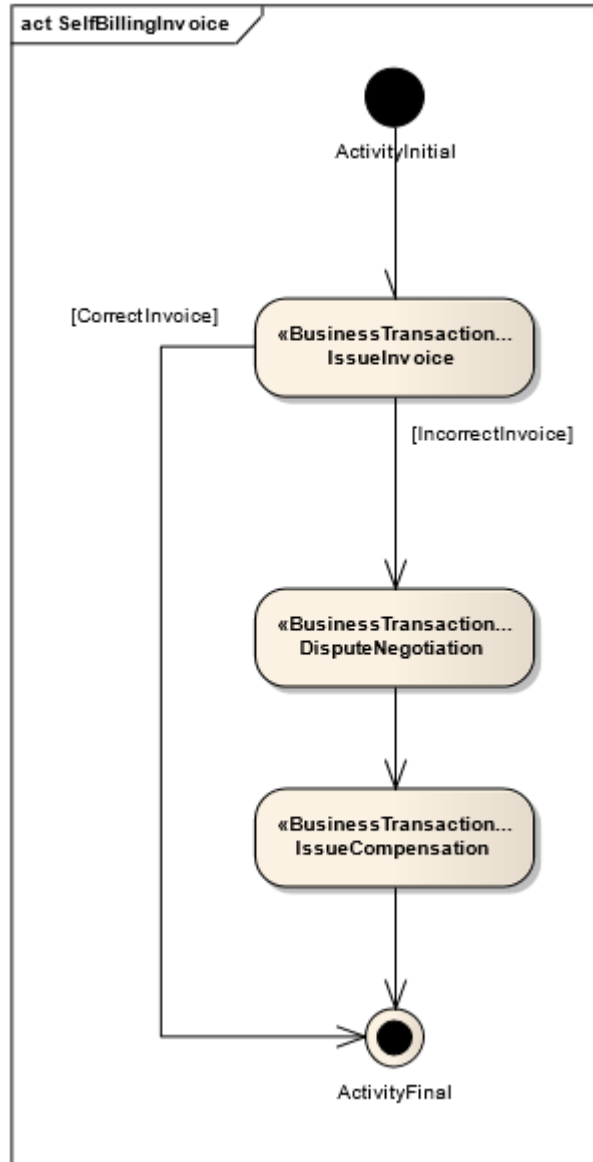 act SelfBillingInvoice
ActivityInitial
[CorrectInvoice]
«BusinessTransaction...
IssueInvoice
[IncorrectInvoice]
«BusinessTransaction...
DisputeNegotiation
«BusinessTransaction...
IssueCompensation
ActivityFinal